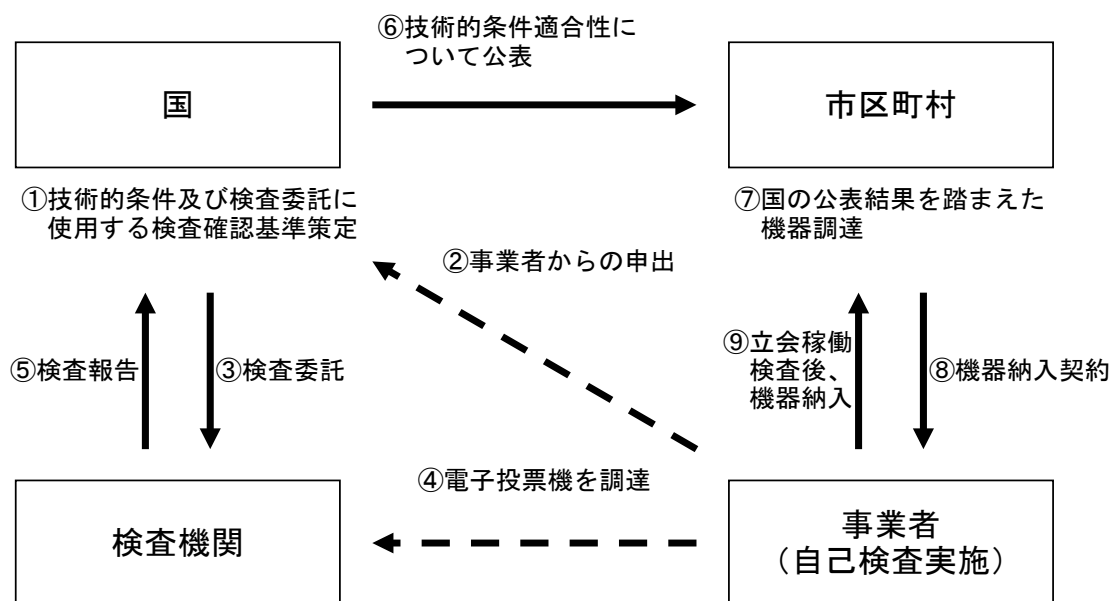 ⑥技術的条件適合性に
ついて公表
国
市区町村
①技術的条件及び検査委託に
使用する検査確認基準策定
⑦国の公表結果を踏まえた
機器調達
②事業者からの申出
⑤検査報告
③検査委託
⑨立会稼働
検査後、
機器納入
⑧機器納入契約
④電子投票機を調達
検査機関
事業者
（自己検査実施）